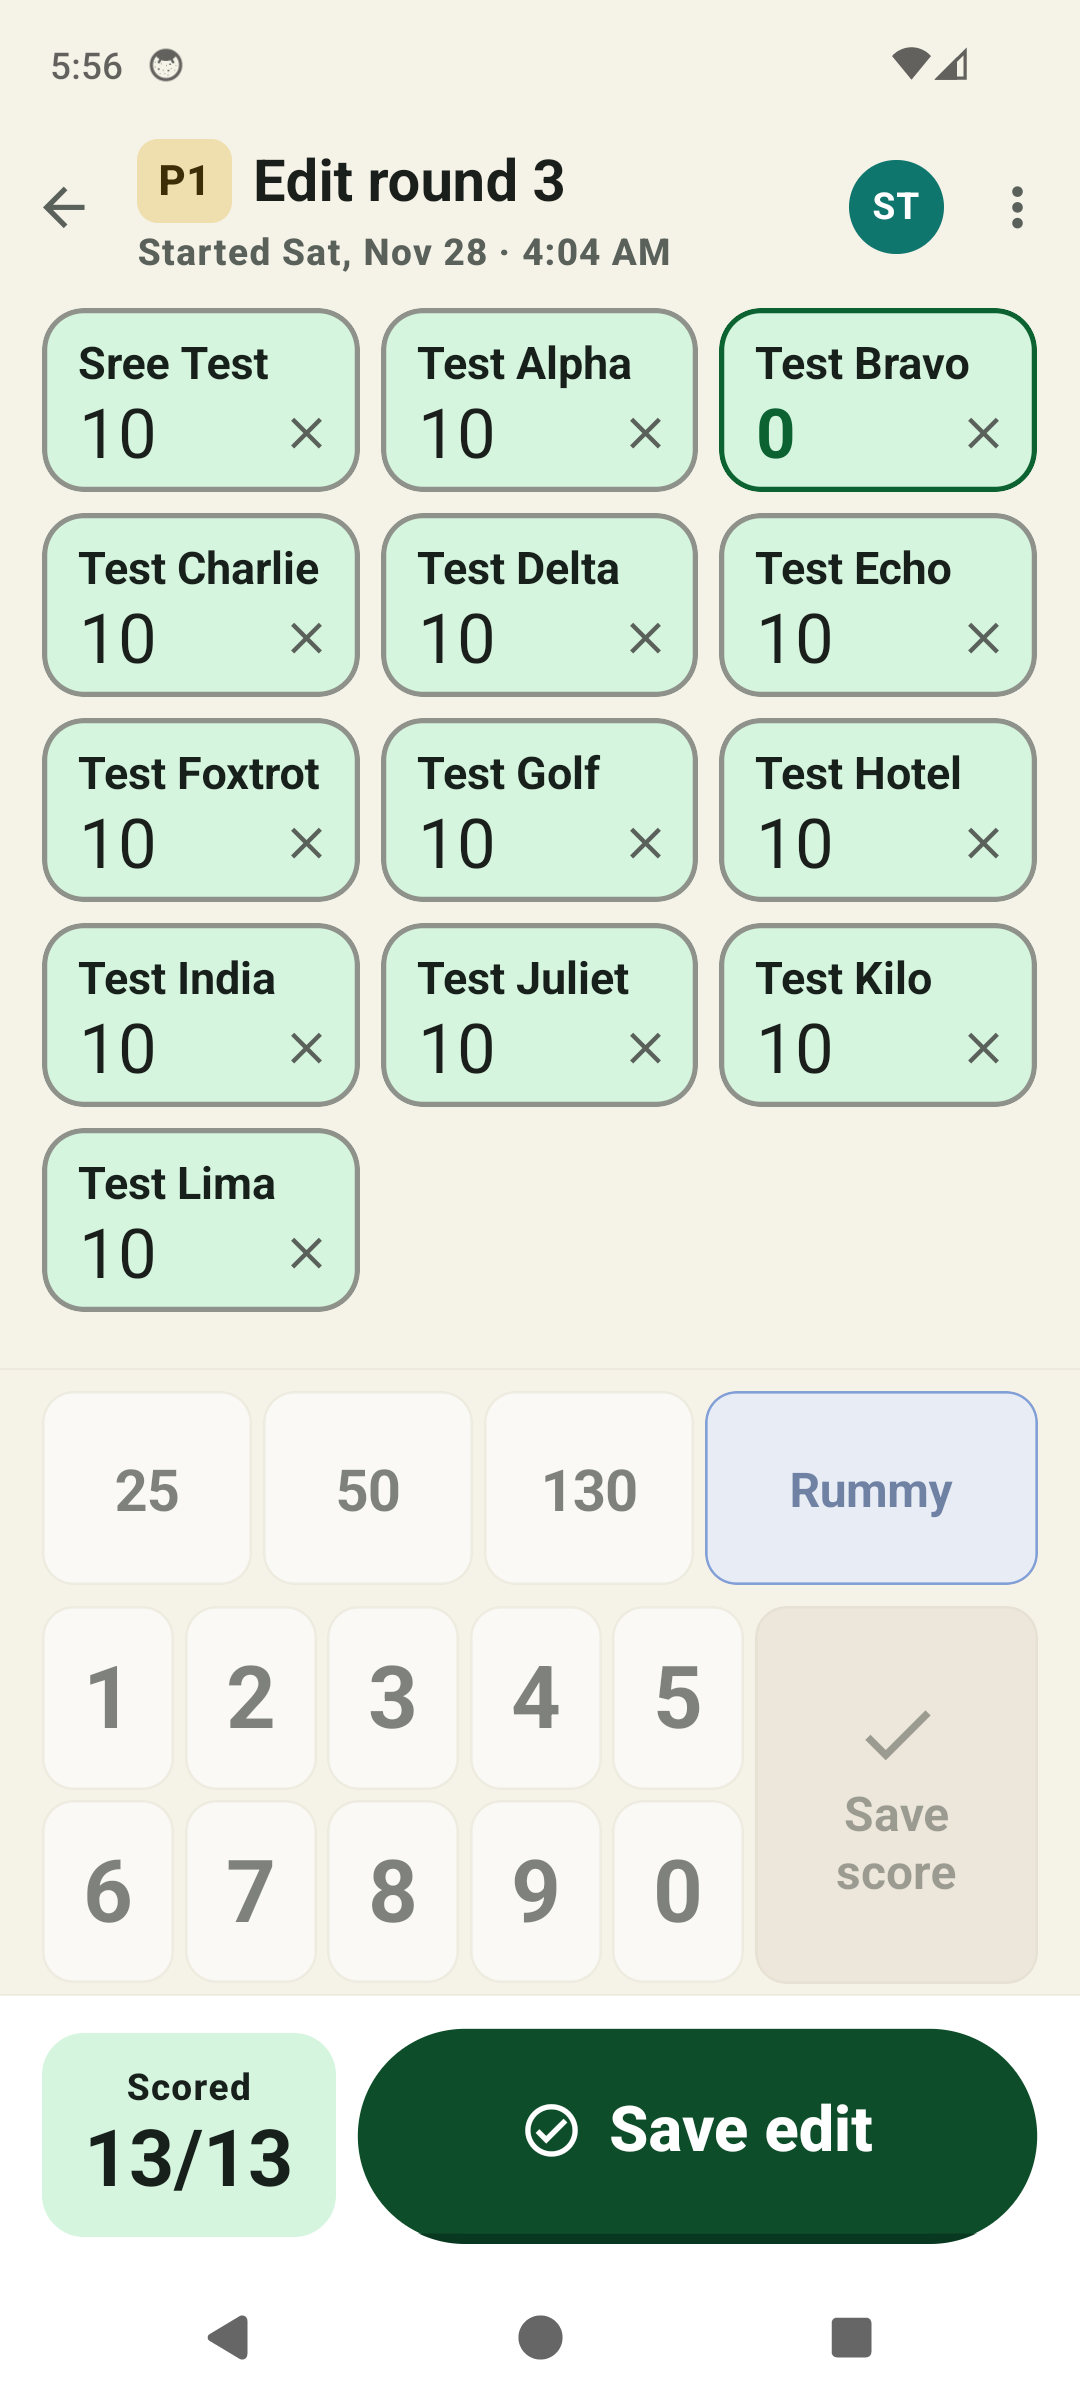 5:56
P1 Edit round 3
Started Sat, Nov 28 · 4:04 AM
ST
Sree Test
10
Test Alpha
10
Test Bravo
0
Test Charlie
10
Test Delta
10
Test Echo
10
Test Foxtrot
10
Test Golf
10
Test Hotel
10
Test India
10
Test Juliet
10
Test Kilo
10
Test Lima
10
25 50 130 Rummy
1 2 3 4 5
6 7 8 9 0
Save
score
Scored
13/13
Save edit